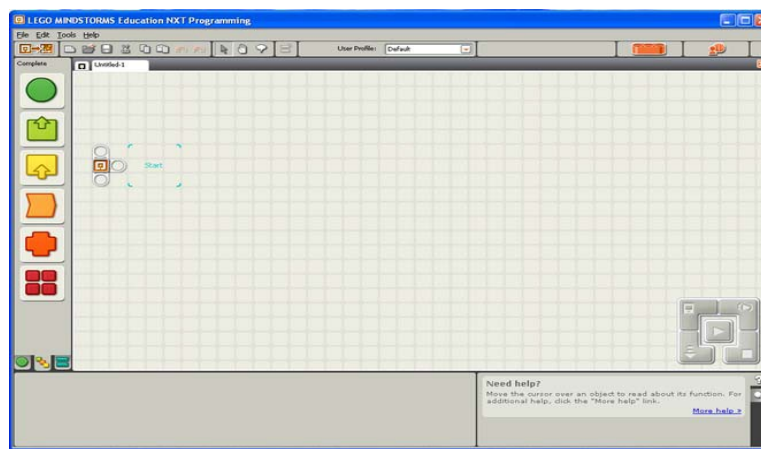 LEGO MINDSTORMS Education NXT Programming
File Edit Tools Help
User Profile: Default
Complete
Untitled-1
Start
Need help?
Move the cursor over an object to read about its function. For
additional help, click the "More help" link.
More help »